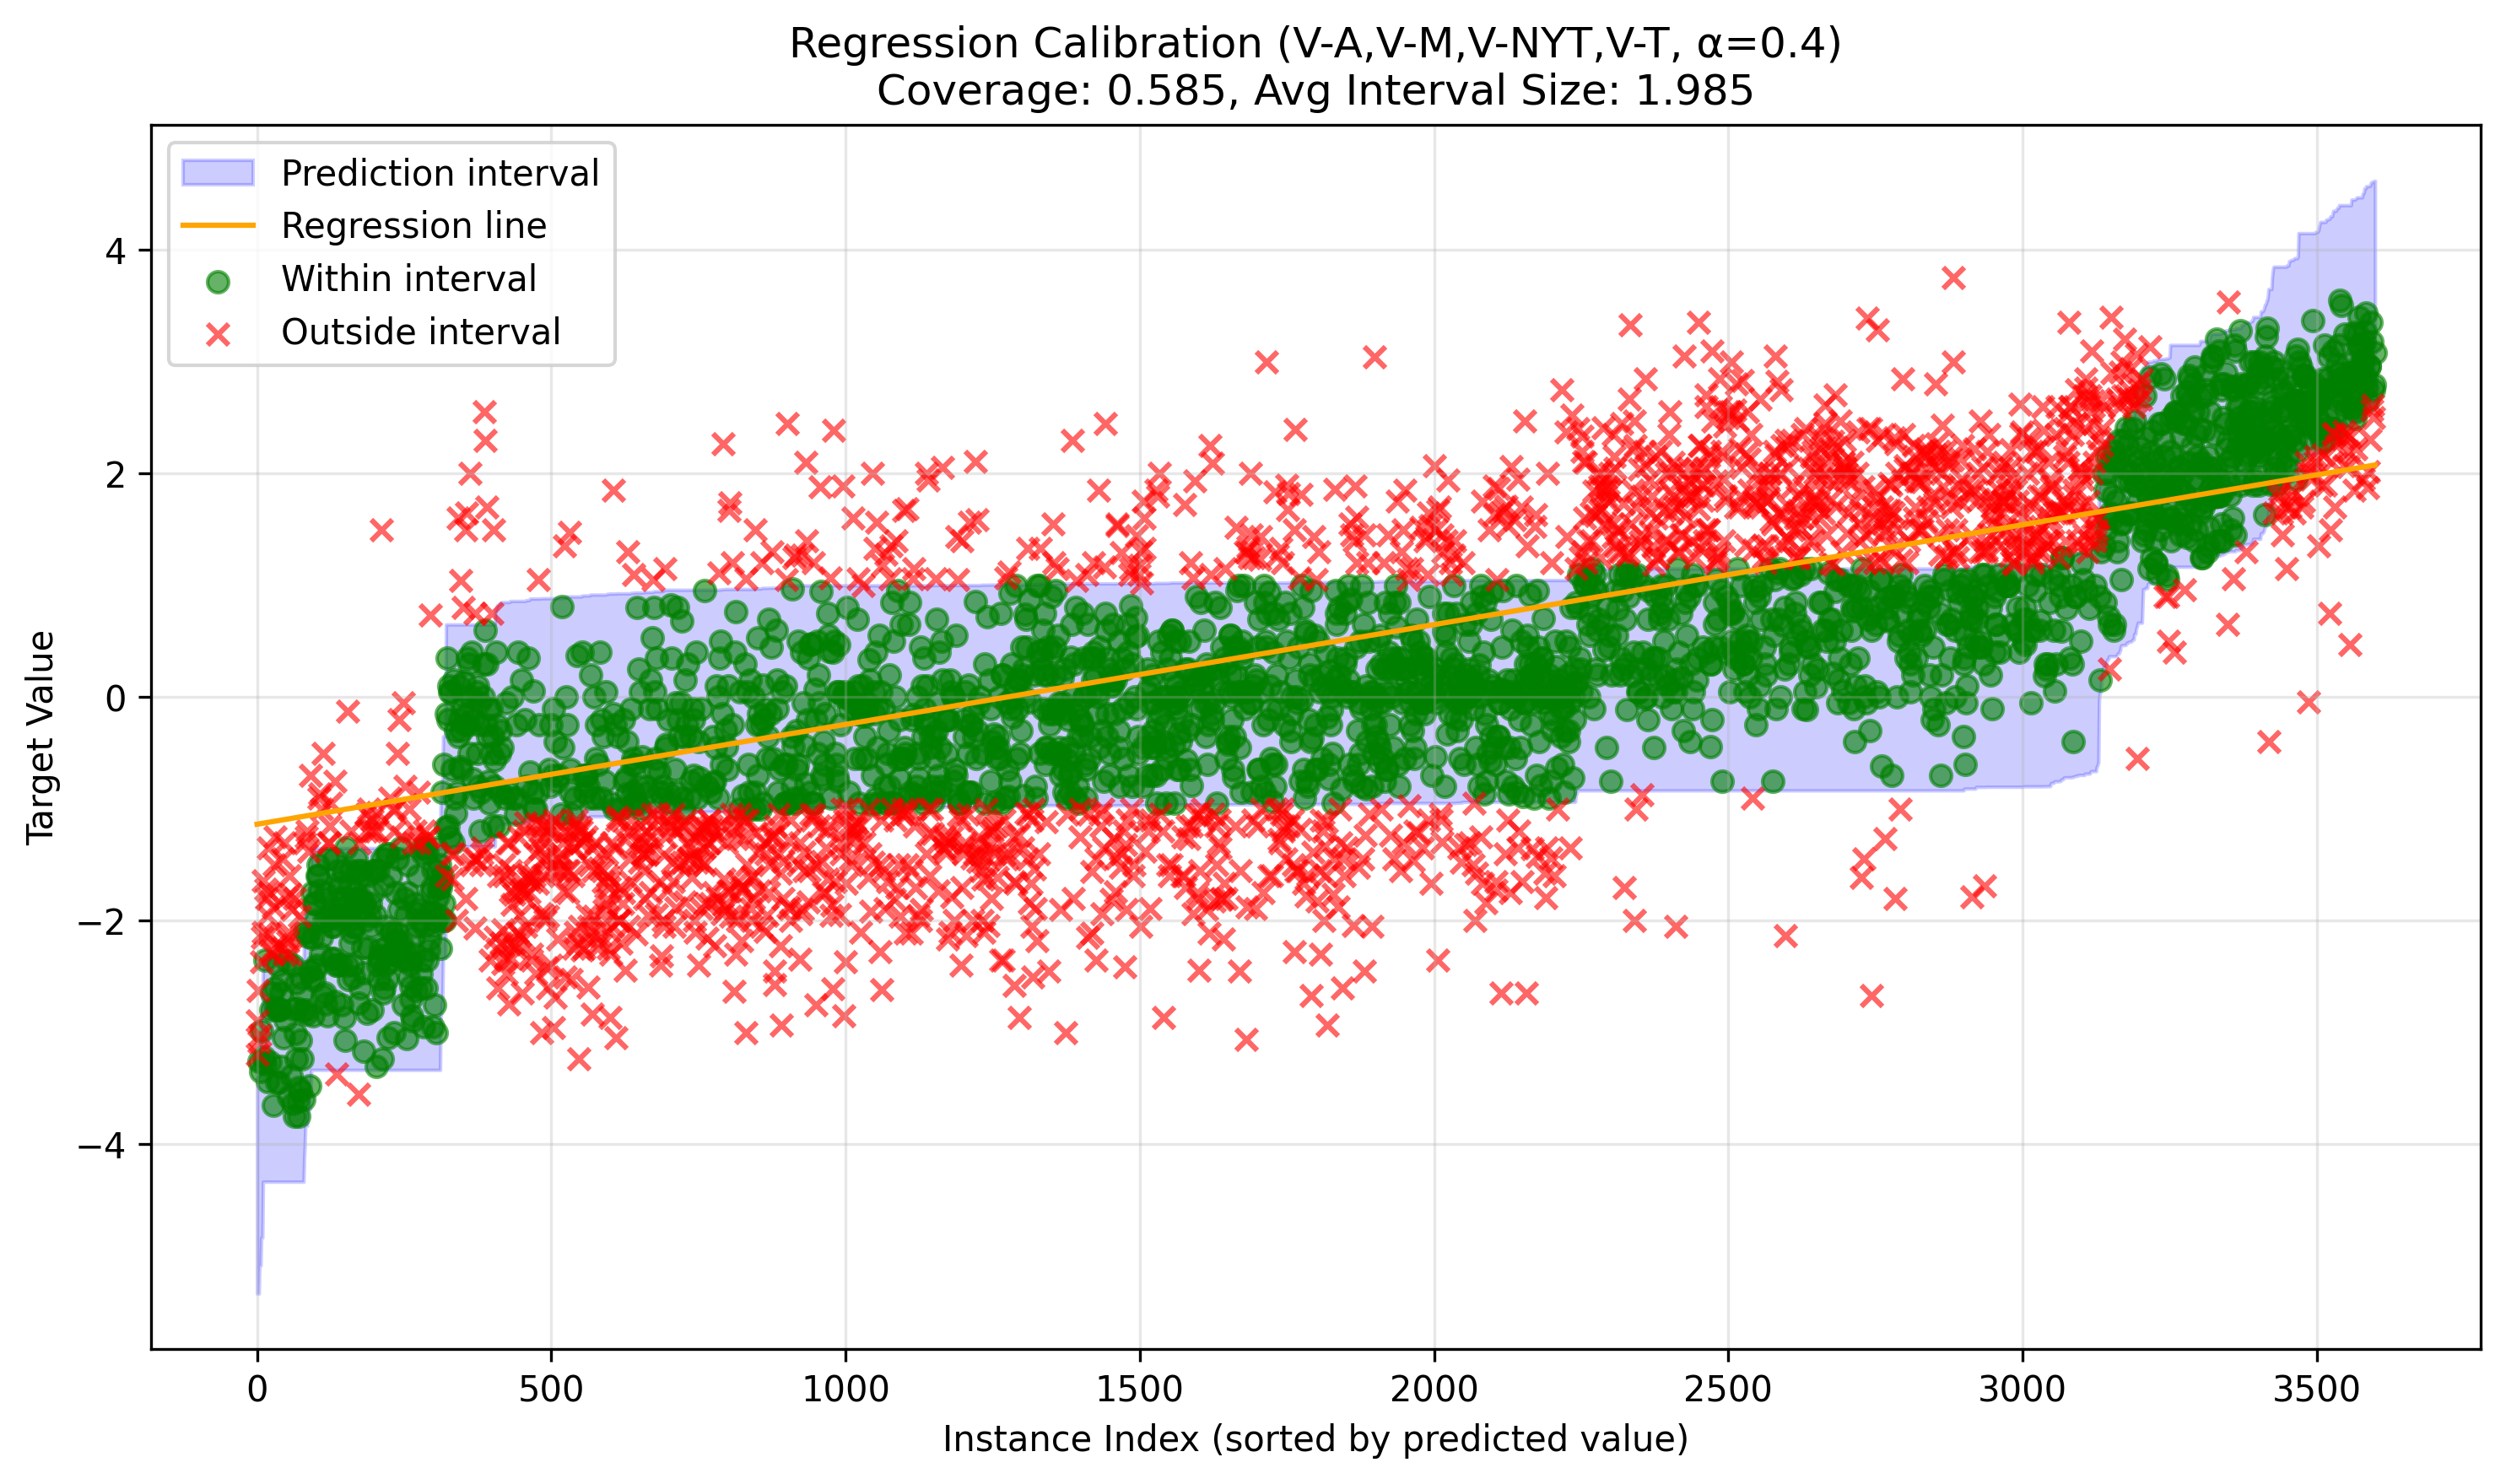 Regression Calibration (V-A,V-M,V-NYT,V-T, α=0.4)
Coverage: 0.585, Avg Interval Size: 1.985
Prediction interval
Regression line
Within interval
Outside interval
Target Value
4
2
0
−2
−4
0 500 1000 1500 2000 2500 3000 3500
Instance Index (sorted by predicted value)